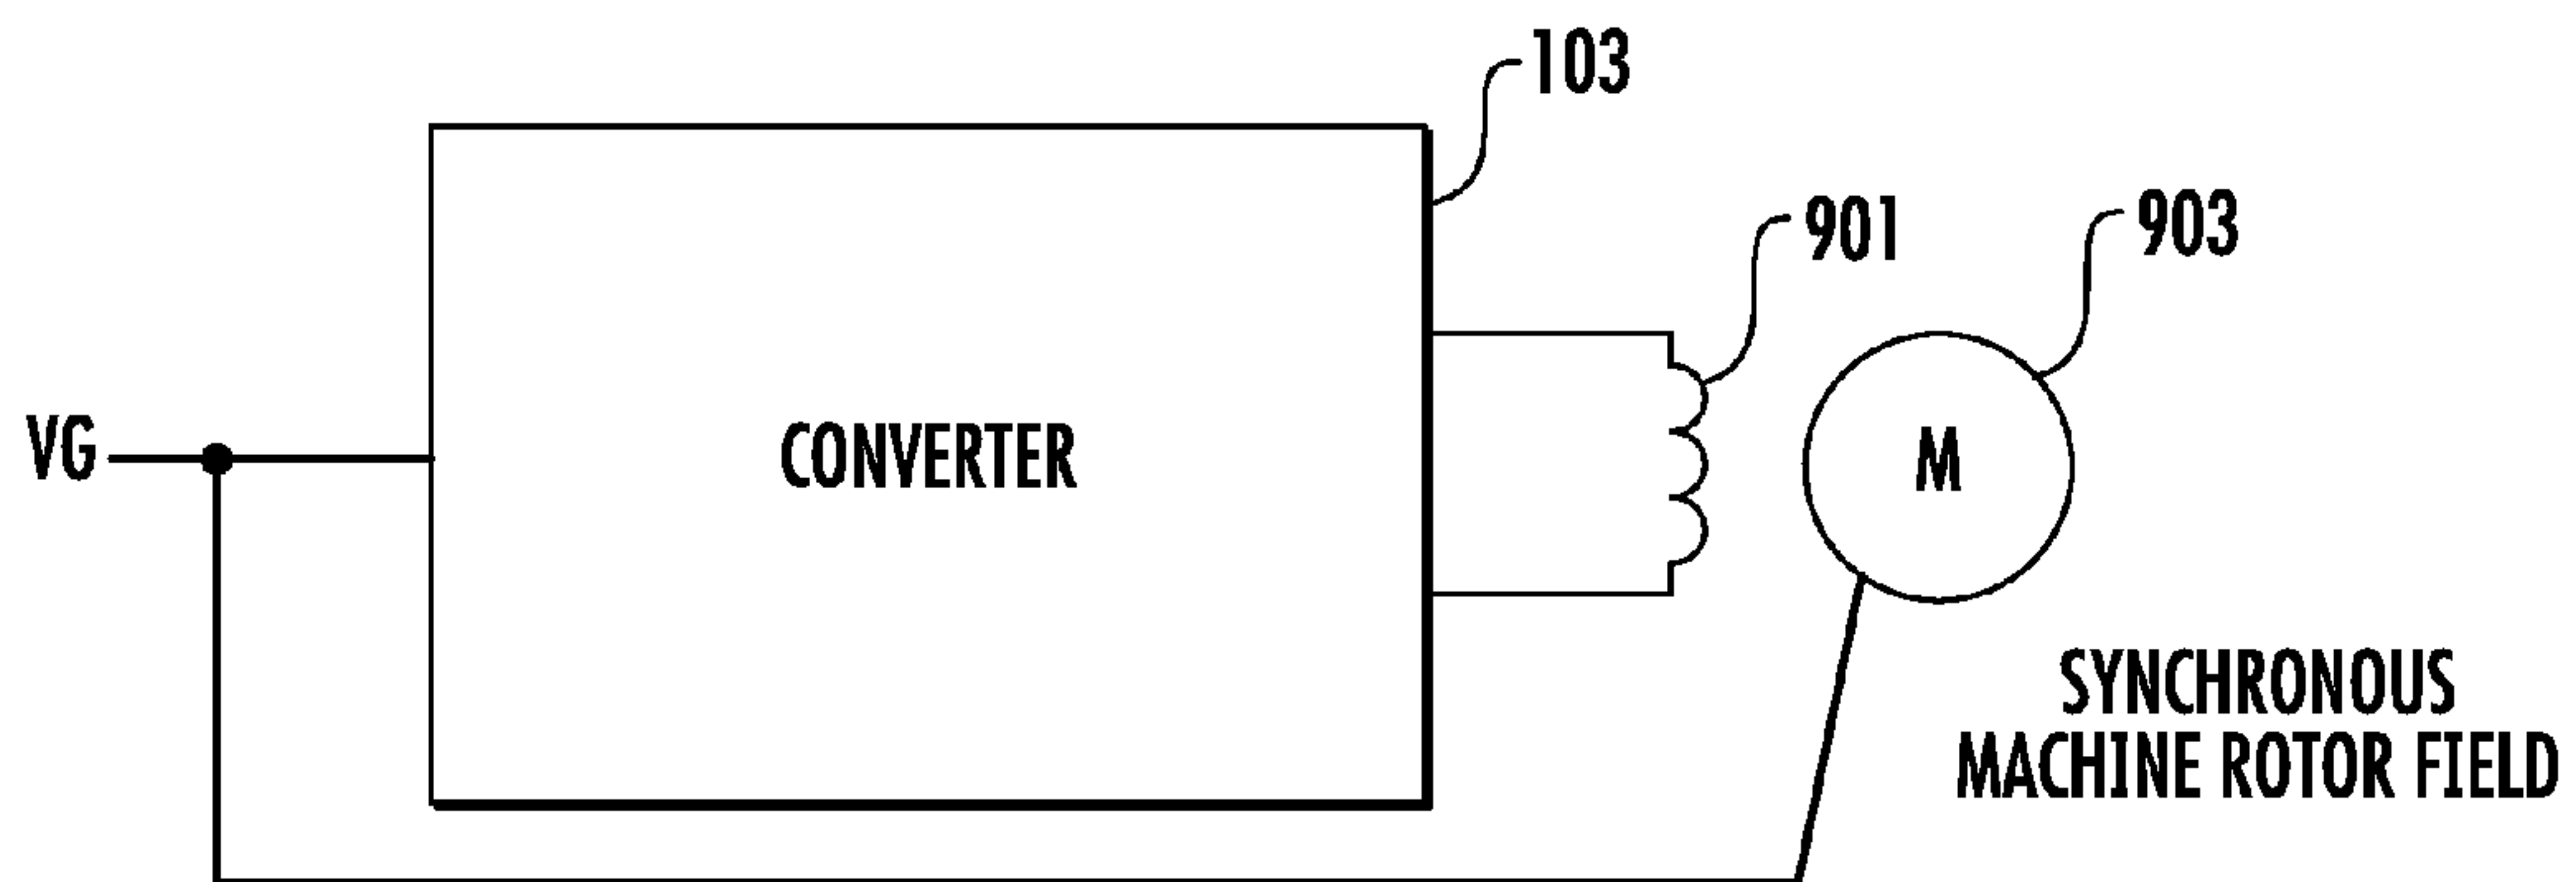 103
901
903
VG
CONVERTER
M
SYNCHRONOUS
MACHINE ROTOR FIELD